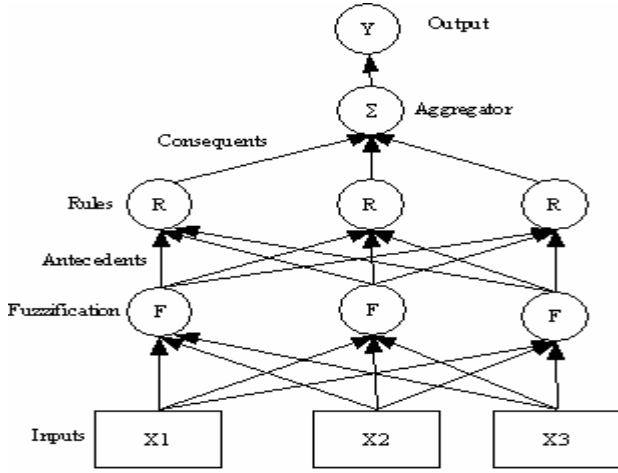 Y Output
Σ Aggregator
Consequents
Rules R R R
Antecedents
Fuzzification F F F
Inputs X1 X2 X3